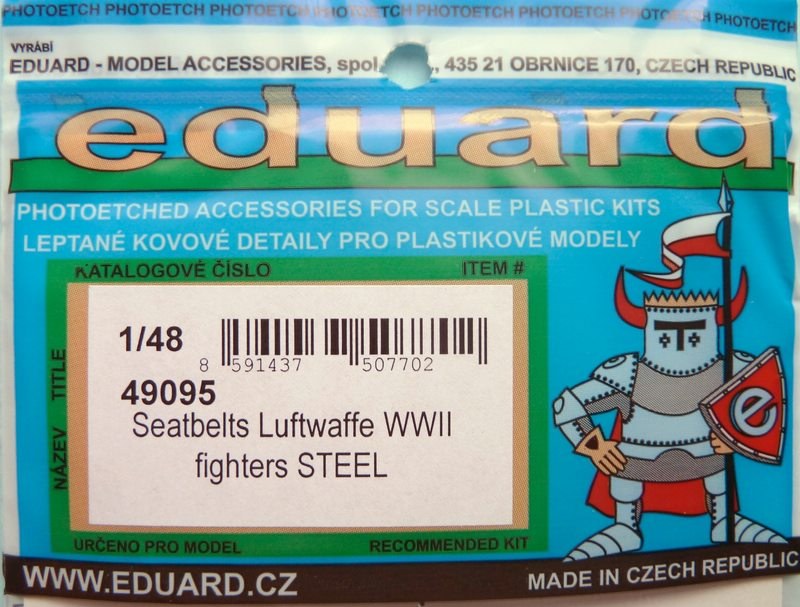 PHOTOETCH PHOTOETCH PHOTOETCH PHOTOETCH PHOTOETCH PHOTOETCH PHOTOETCH PHOTOETCH
VYRÁBÍ
EDUARD - MODEL ACCESSORIES, spol. , 435 21 OBRNICE 170, CZECH REPUBLIC
eduard
PHOTOETCHED ACCESSORIES FOR SCALE PLASTIC KITS
LEPTANÉ KOVOVÉ DETAILY PRO PLASTIKOVÉ MODELY
KATALOGOVÉ ČÍSLO ITEM #
1/48
8 591437 507702
49095
Seatbelts Luftwaffe WWII
fighters STEEL
NÁZEV TITLE
e
URČENO PRO MODEL RECOMMENDED KIT
WWW.EDUARD.CZ
MADE IN CZECH REPUBLIC